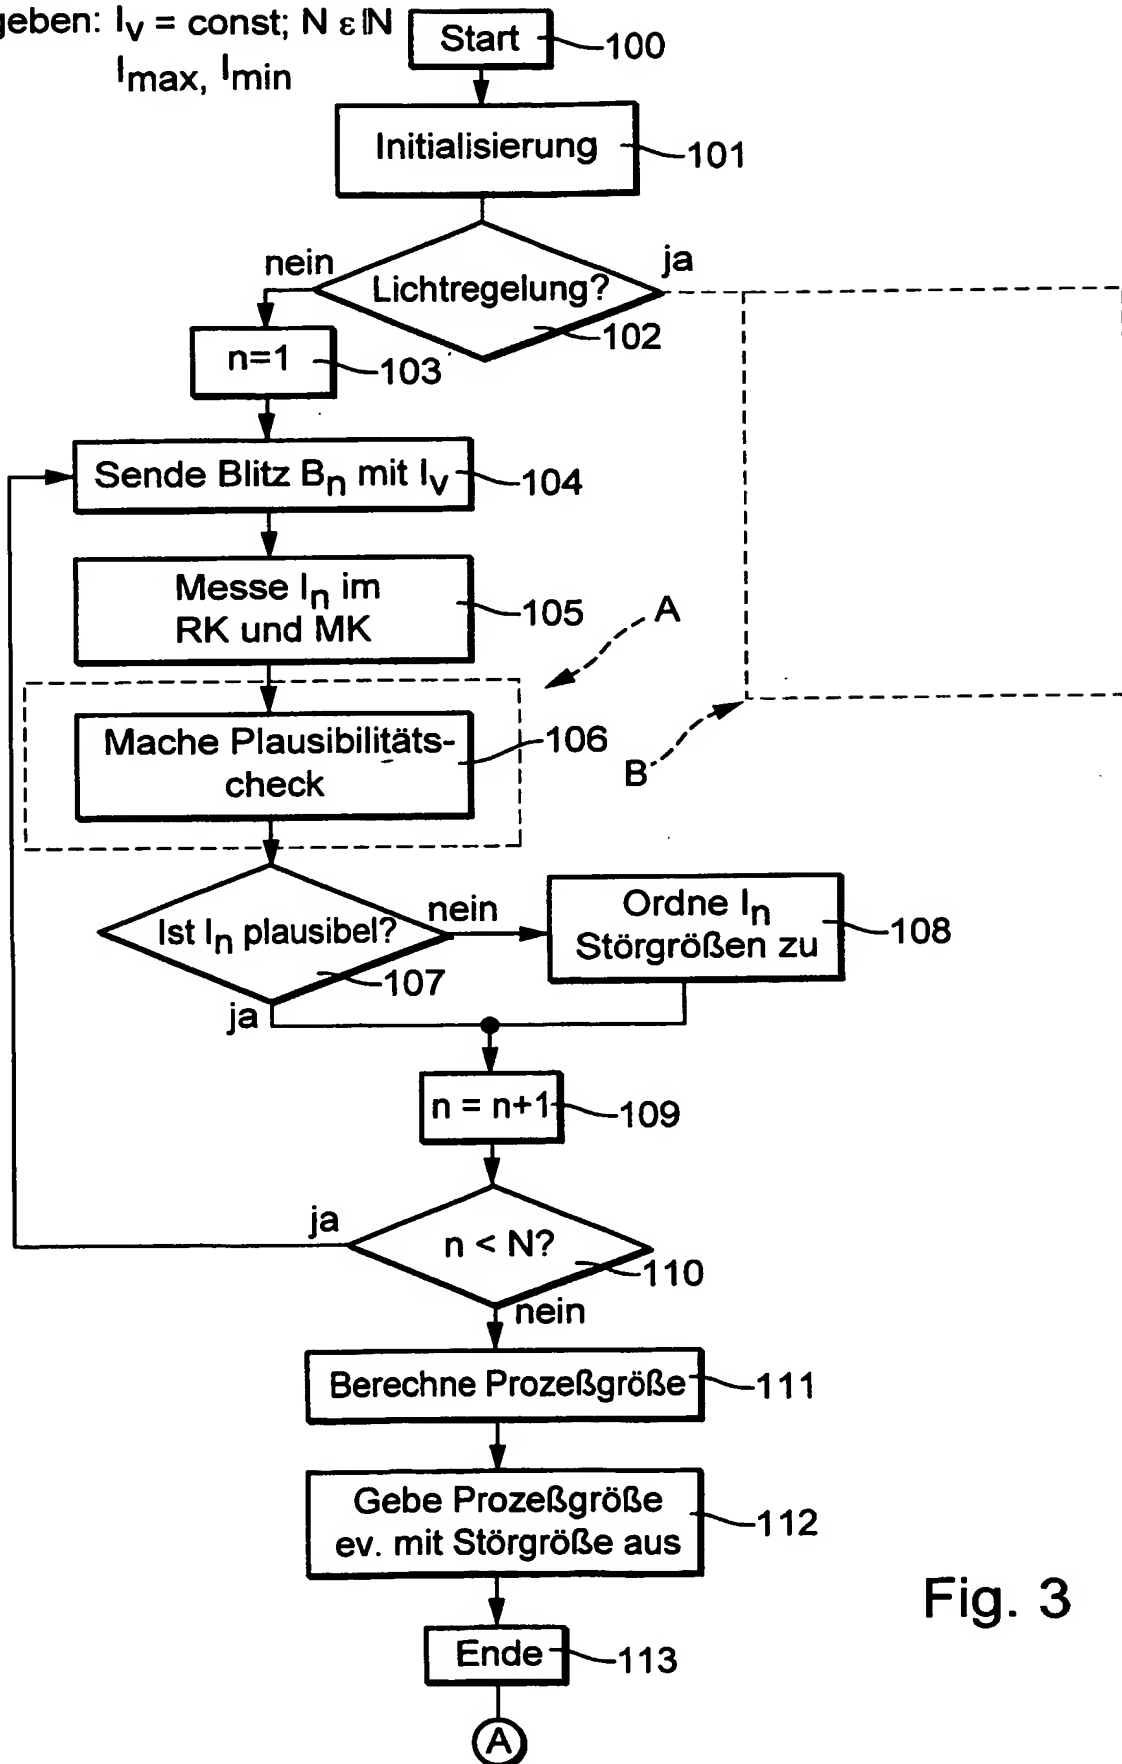 geben: Iv = const; N ε ℕ
Imax, Imin
Start
100
Initialisierung
101
nein
Lichtregelung?
ja
102
n=1
103
Sende Blitz Bn mit Iv
104
Messe In im
RK und MK
105
A
Mache Plausibilitäts-
check
106
B
Ist In plausibel?
nein
107
ja
Ordne In
Störgrößen zu
108
n = n+1
109
ja
n < N?
110
nein
Berechne Prozeßgröße
111
Gebe Prozeßgröße
ev. mit Störgröße aus
112
Ende
113
A
Fig. 3